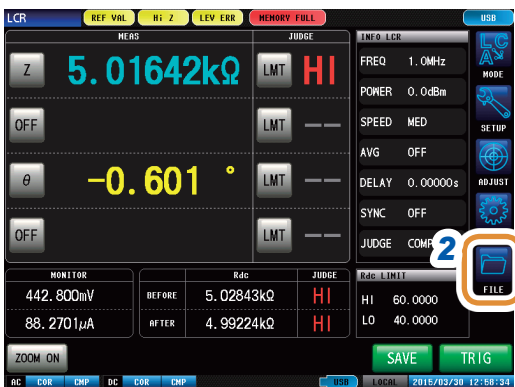 LCR REF VAL Hi Z LEV ERR MEMORY FULL USB
MEAS JUDGE INFO LCR
Z 5.01642kΩ LMT HI
OFF LMT --
θ -0.601 ° LMT --
OFF LMT --
FREQ 1.0MHz
POWER 0.0dBm
SPEED MED
AVG OFF
DELAY 0.00000s
SYNC OFF
JUDGE COMP
LC
A
MODE
SETUP
ADJUST
2
FILE
MONITOR Rdc JUDGE Rdc LIMIT
442.800mV BEFORE 5.02843kΩ HI HI 60.0000
88.2701μA AFTER 4.99224kΩ HI LO 40.0000
ZOOM ON SAVE TRIG
AC COR CMP DC COR CMP USB LOCAL 2015/03/30 12:58:34